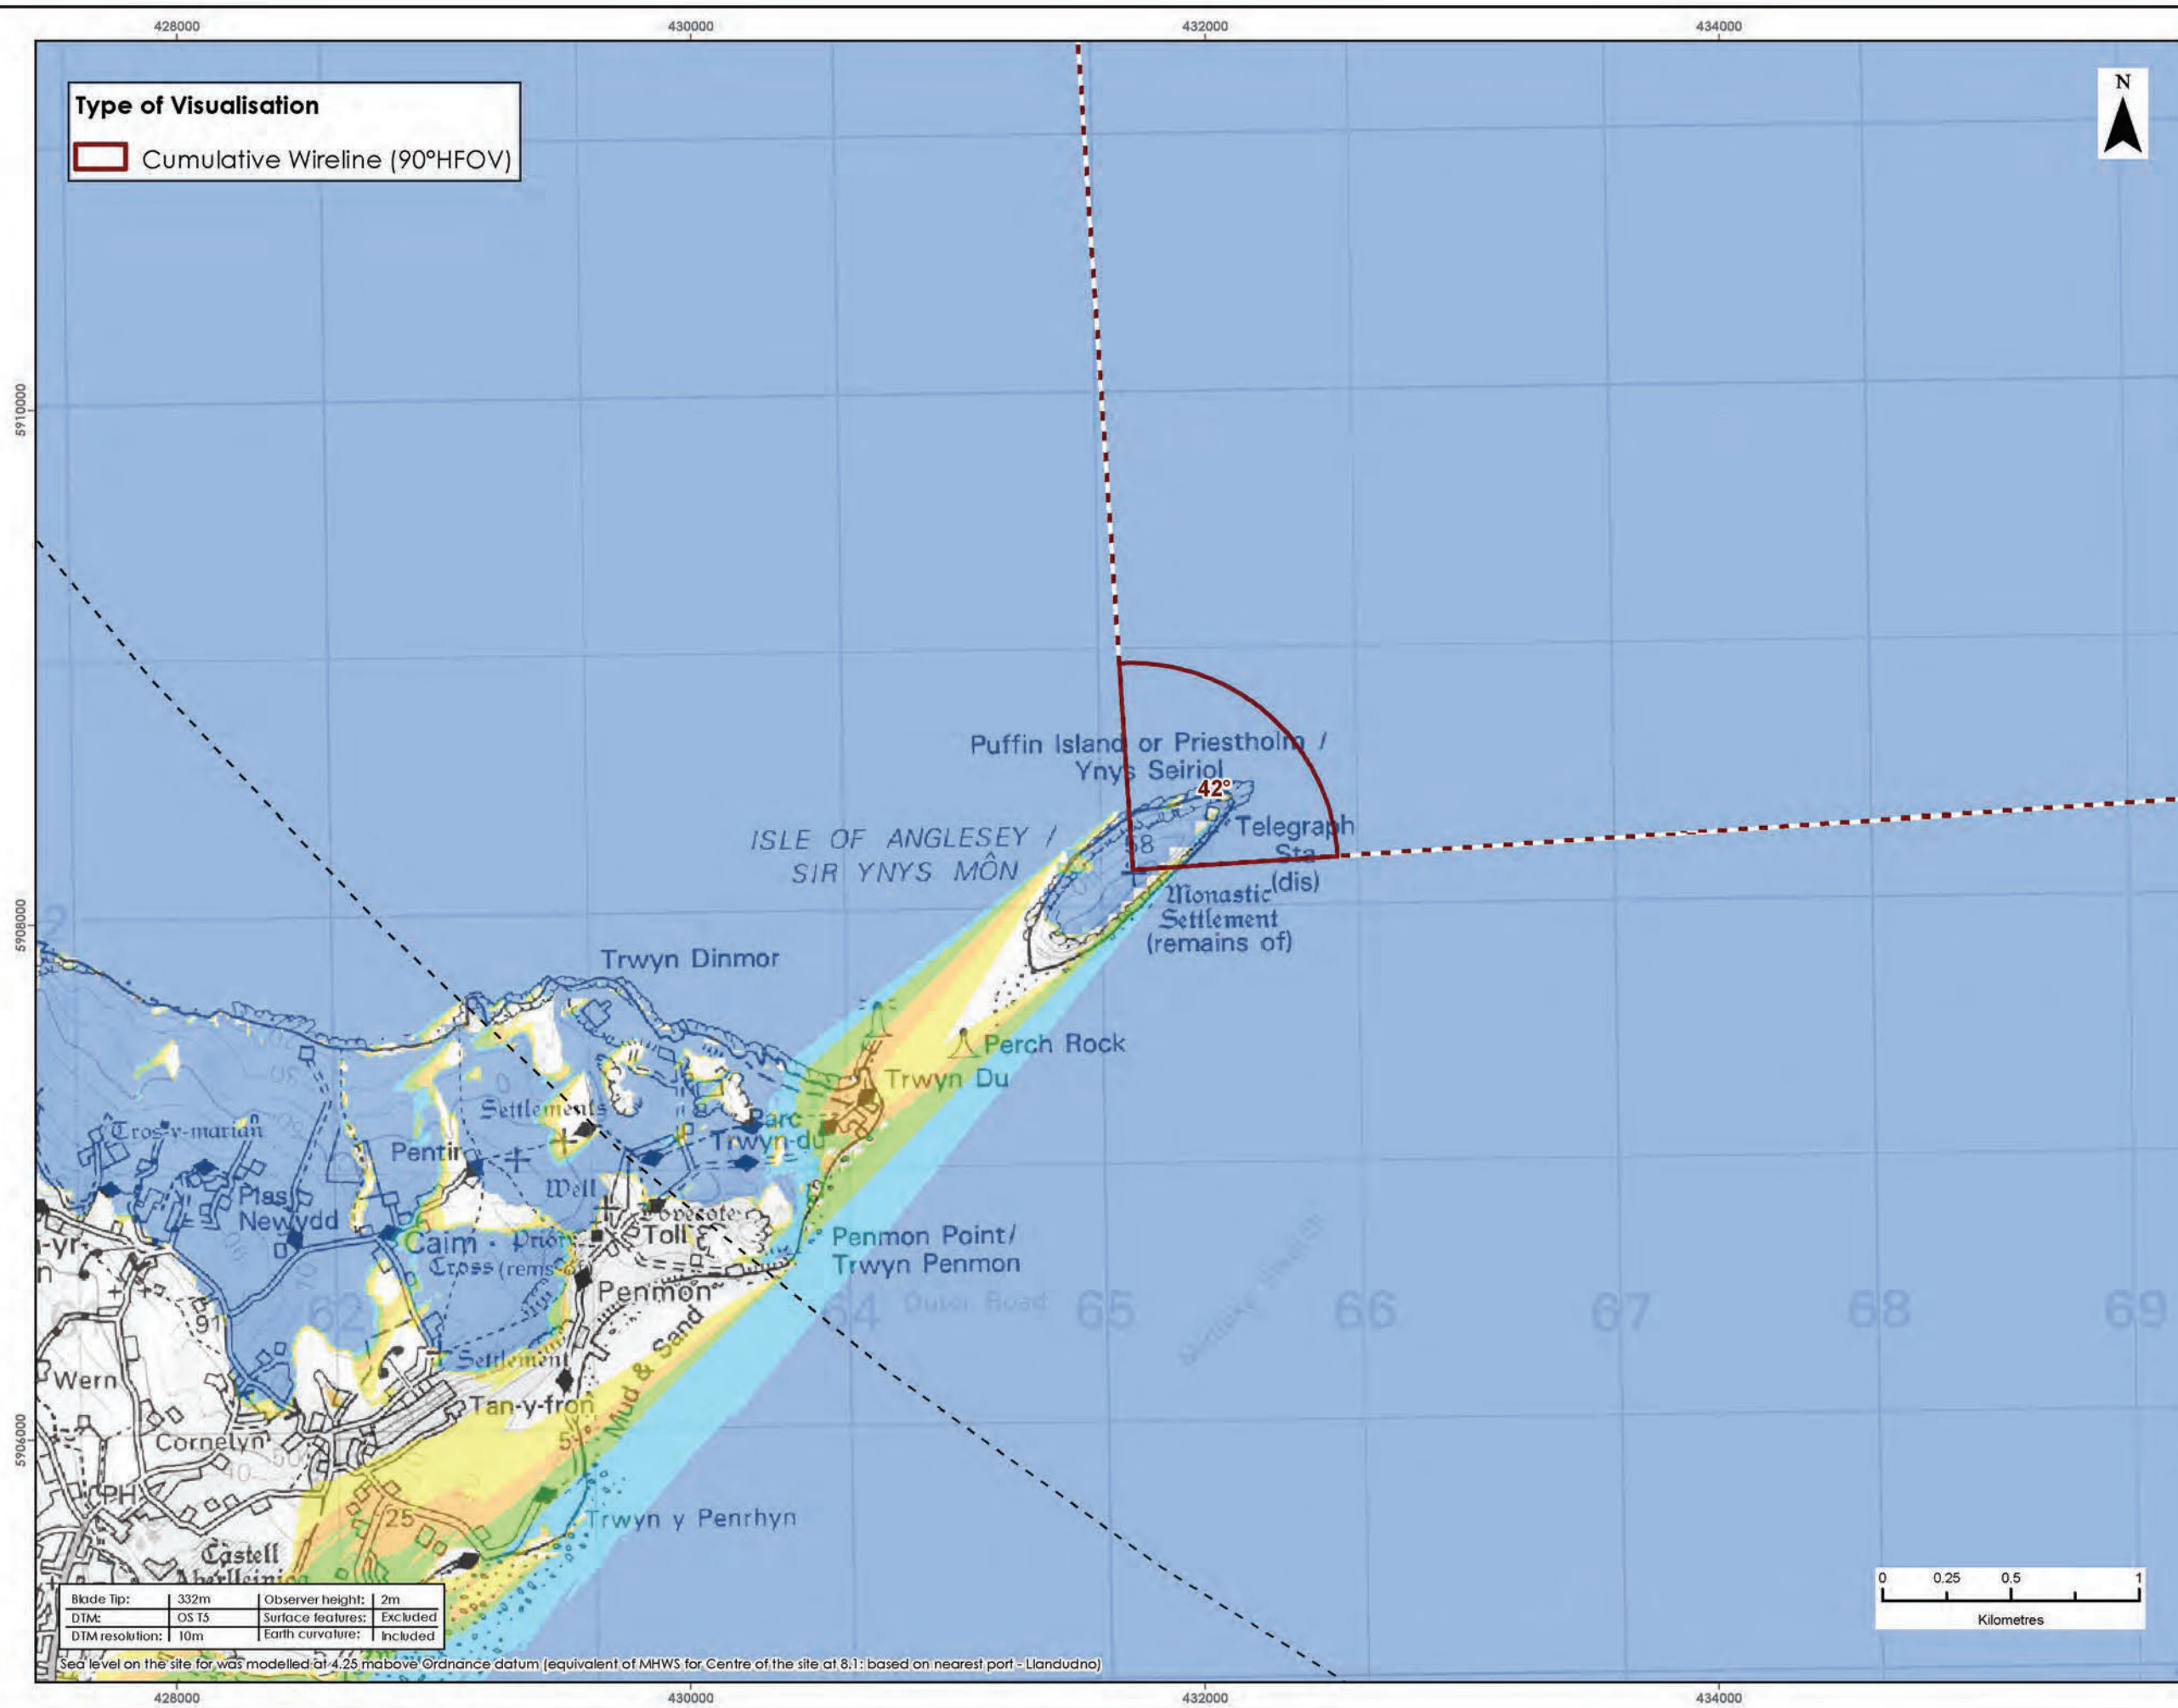 428000
430000
432000
434000
Type of Visualisation
Cumulative Wireline (90°HFOV)
N
5910000
5908000
5906000
Puffin Island or Priestholm /
Ynys Seiriol
42°
58
Telegraph
Sta
(dis)
ISLE OF ANGLESEY /
SIR YNYS MÔN
Monastic
Settlement
(remains of)
Trwyn Dinmor
Perch Rock
Trwyn Du
Settlements
Parc
Trwyn-du
Tros-y-marian
Pentir
Well
Plas
Newydd
Dovecote
Toll
Caim
Cross (rems of)
Penmon Point/
Trwyn Penmon
Penmon
62
64
Outer Road
65
66
67
68
69
91
Mud & Sand
Settlement
Wern
Tan-y-fron
Cornelyn
40
50
PH
25
Trwyn y Penrhyn
Castell
Aberlleiniog
Blade Tip: 332m Observer height: 2m
DTM: OS T5 Surface features: Excluded
DTM resolution: 10m Earth curvature: Included
Sea level on the site for was modelled at 4.25 mabove Ordnance datum (equivalent of MHWS for Centre of the site at 8.1: based on nearest port - Llandudno)
0 0.25 0.5 1
Kilometres
428000
430000
432000
434000